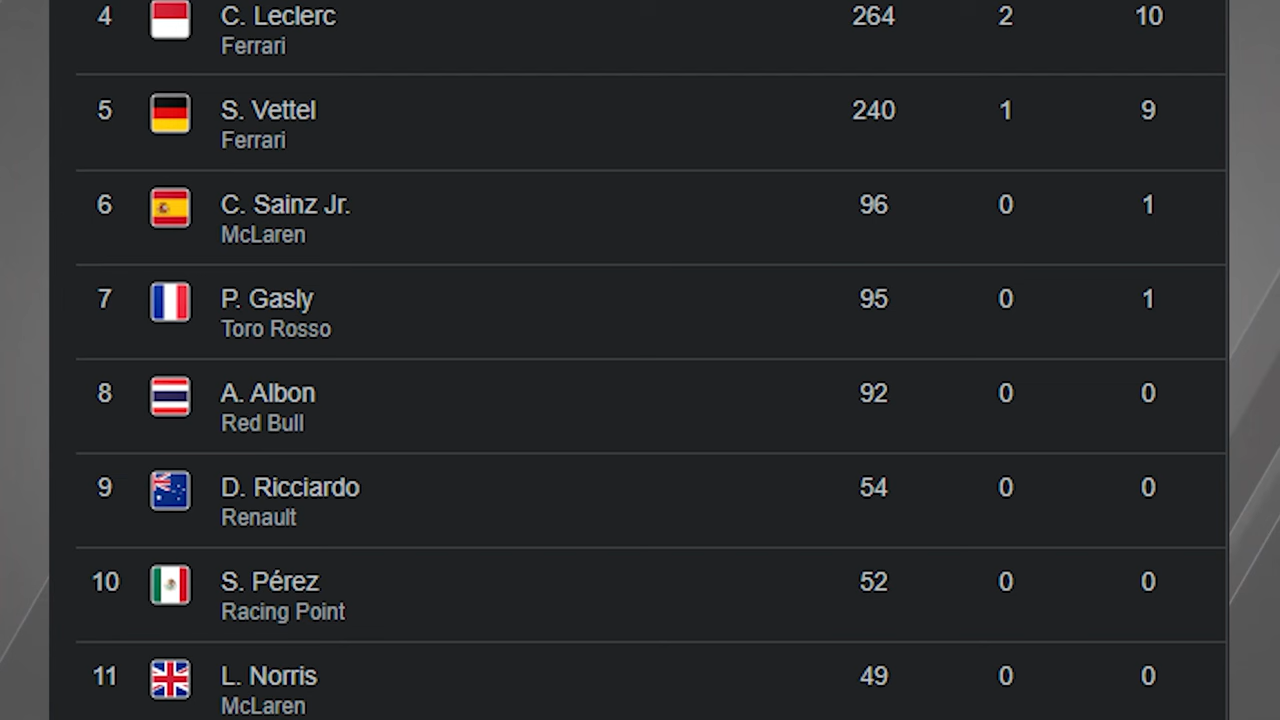 4 C. Leclerc 264 2 10
Ferrari
5 S. Vettel 240 1 9
Ferrari
6 C. Sainz Jr. 96 0 1
McLaren
7 P. Gasly 95 0 1
Toro Rosso
8 A. Albon 92 0 0
Red Bull
9 D. Ricciardo 54 0 0
Renault
10 S. Pérez 52 0 0
Racing Point
11 L. Norris 49 0 0
McLaren